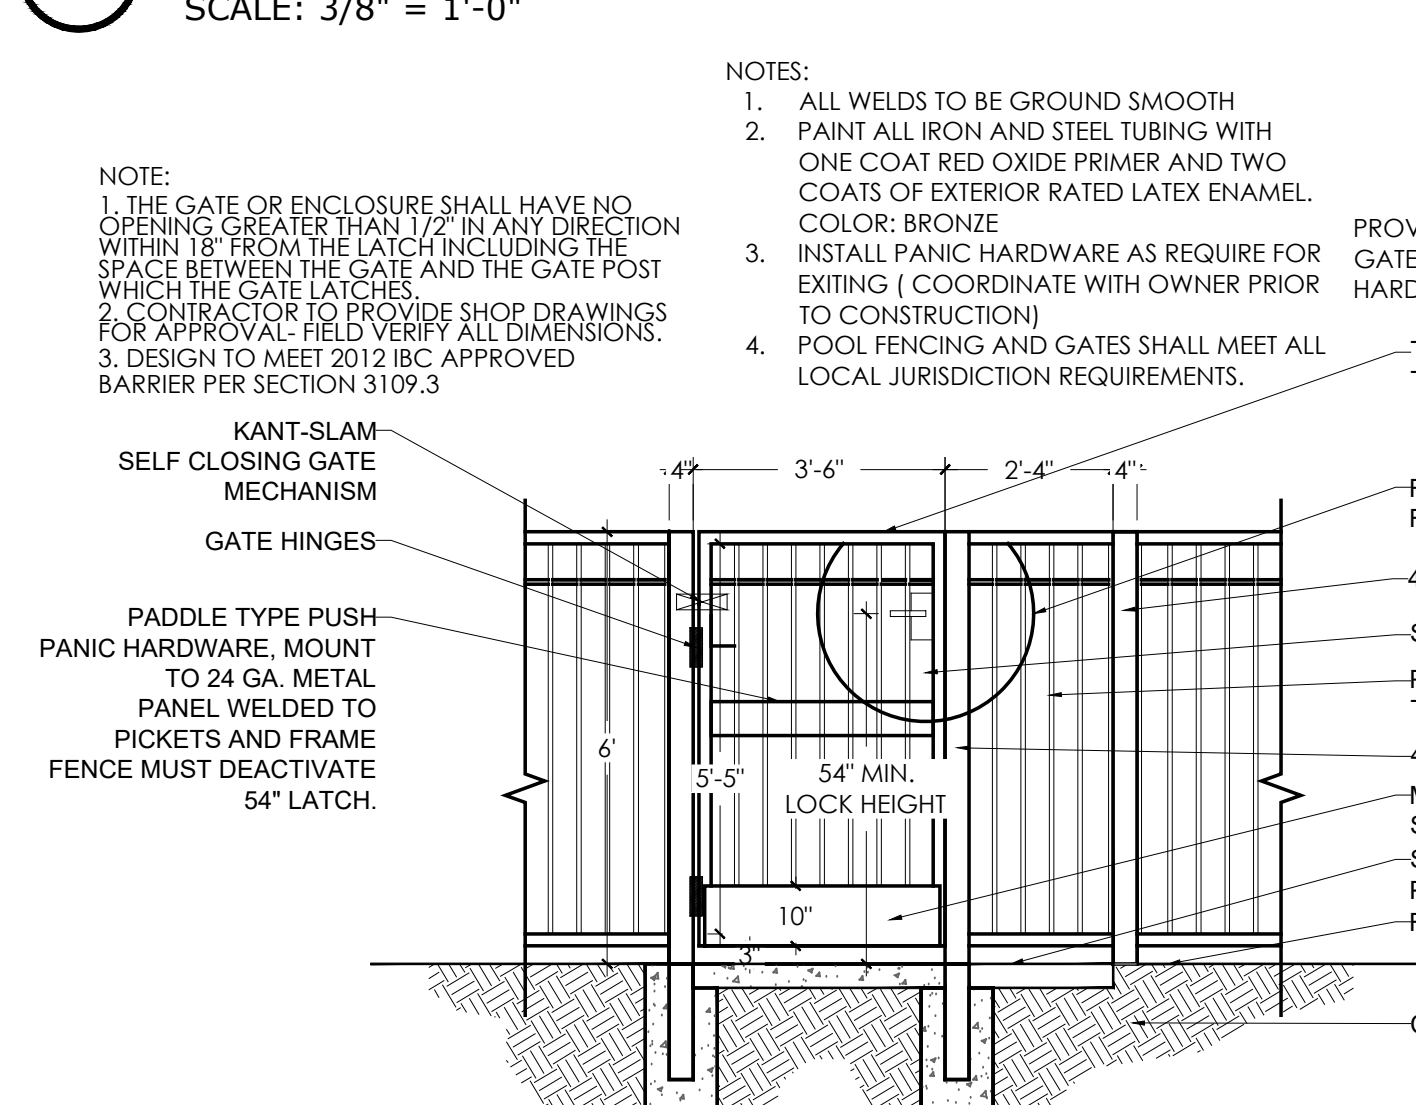 SCALE: 3/8" = 1'-0"
NOTES:
1. ALL WELDS TO BE GROUND SMOOTH
2. PAINT ALL IRON AND STEEL TUBING WITH
ONE COAT RED OXIDE PRIMER AND TWO
COATS OF EXTERIOR RATED LATEX ENAMEL.
COLOR: BRONZE
3. INSTALL PANIC HARDWARE AS REQUIRE FOR
EXITING ( COORDINATE WITH OWNER PRIOR
TO CONSTRUCTION)
4. POOL FENCING AND GATES SHALL MEET ALL
LOCAL JURISDICTION REQUIREMENTS.
NOTE:
1. THE GATE OR ENCLOSURE SHALL HAVE NO
OPENING GREATER THAN 1/2" IN ANY DIRECTION
WITHIN 18" FROM THE LATCH INCLUDING THE
SPACE BETWEEN THE GATE AND THE GATE POST
WHICH THE GATE LATCHES.
2. CONTRACTOR TO PROVIDE SHOP DRAWINGS
FOR APPROVAL- FIELD VERIFY ALL DIMENSIONS.
3. DESIGN TO MEET 2012 IBC APPROVED
BARRIER PER SECTION 3109.3
GATE
KANT-SLAM
SELF CLOSING GATE
MECHANISM
GATE HINGES
PADDLE TYPE PUSH
PANIC HARDWARE, MOUNT
TO 24 GA. METAL
PANEL WELDED TO
PICKETS AND FRAME
FENCE MUST DEACTIVATE
54" LATCH.
4" 3'-6" 2'-4" 4"
6'
5'-5"
54" MIN.
LOCK HEIGHT
10"
3"